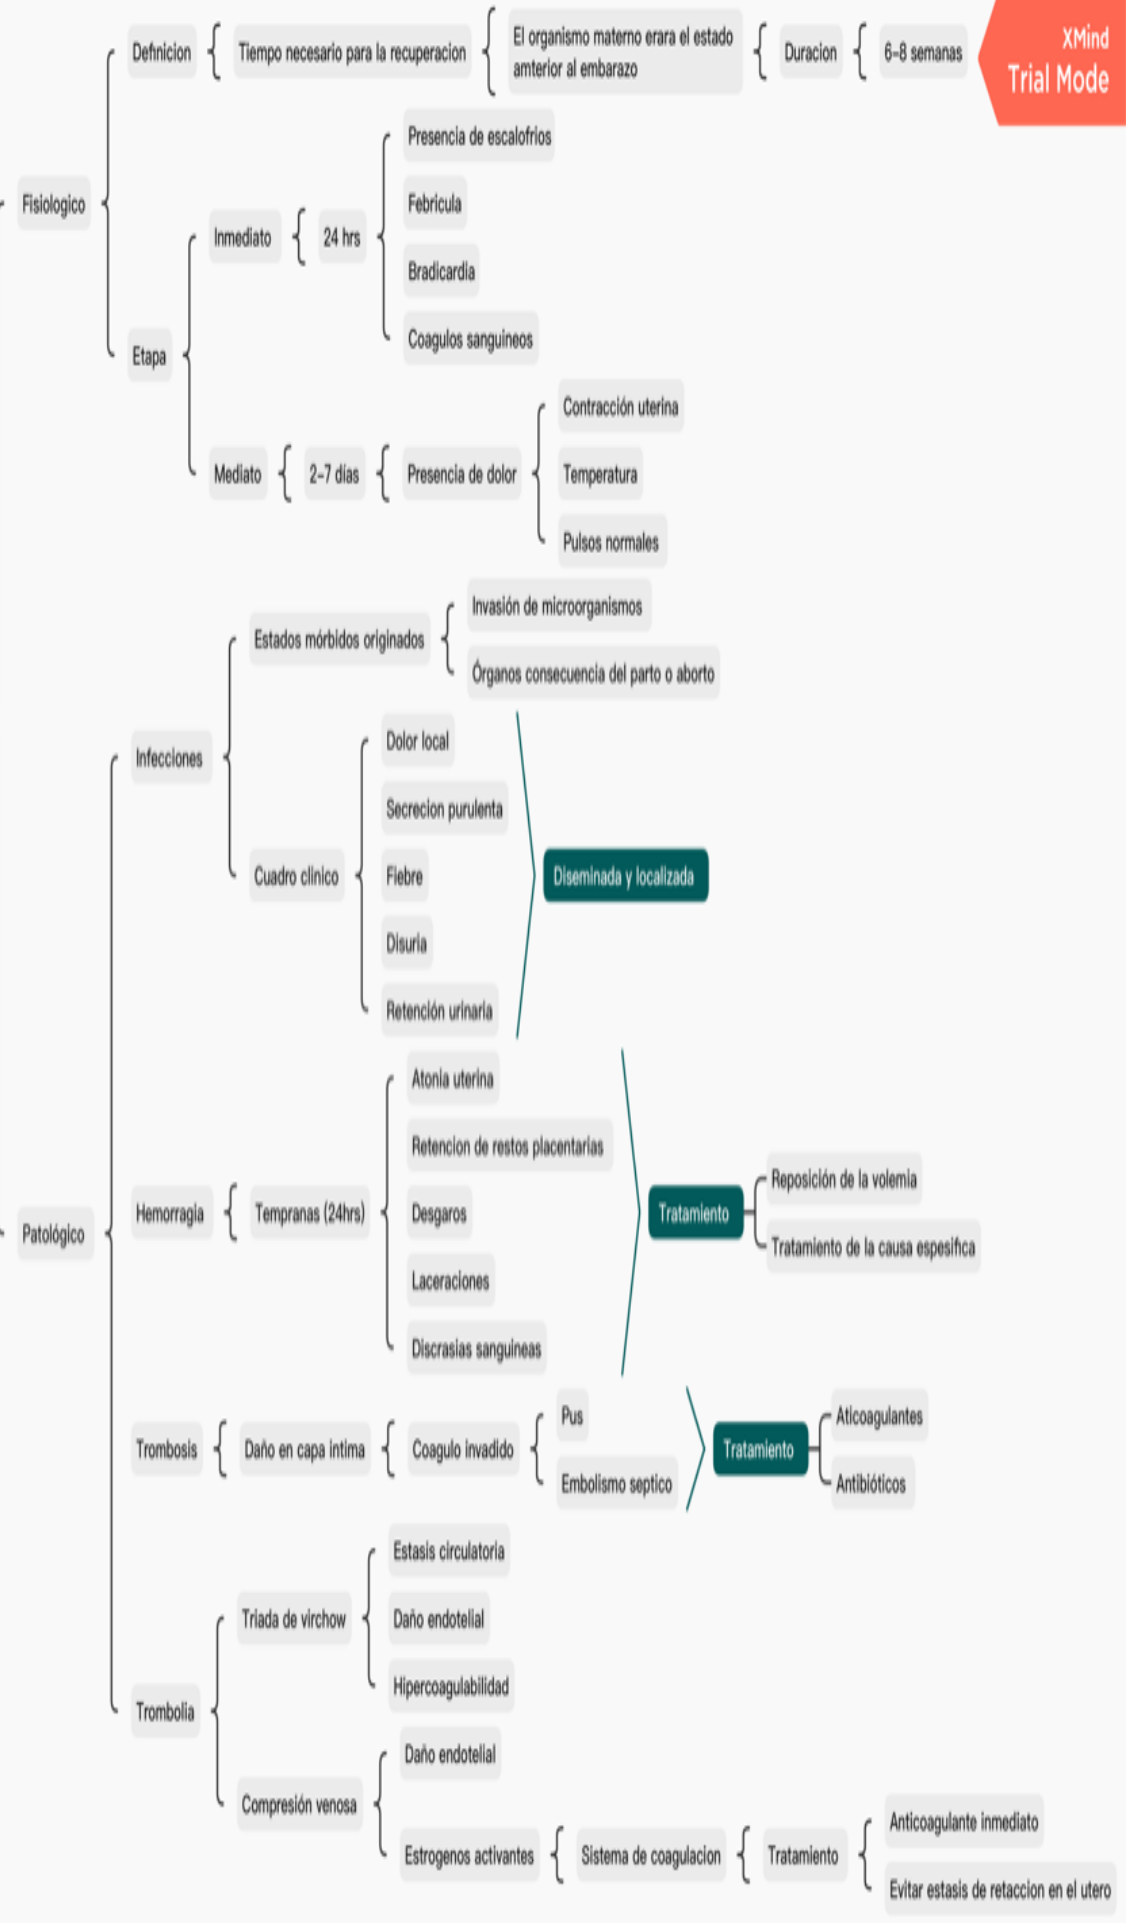 Definicion
Tiempo necesario para la recuperacion
El organismo materno erara el estado
amterior al embarazo
Duracion
6-8 semanas
XMind
Trial Mode
Fisiologico
Etapa
Inmediato
24 hrs
Presencia de escalofrios
Febricula
Bradicardia
Coagulos sanguineos
Mediato
2-7 días
Presencia de dolor
Contracción uterina
Temperatura
Pulsos normales
Patológico
Infecciones
Estados mórbidos originados
Invasión de microorganismos
Órganos consecuencia del parto o aborto
Cuadro clinico
Dolor local
Secrecion purulenta
Fiebre
Disuria
Retención urinaria
Diseminada y localizada
Hemorragia
Tempranas (24hrs)
Atonia uterina
Retencion de restos placentarias
Desgaros
Laceraciones
Discrasias sanguineas
Tratamiento
Reposición de la volemia
Tratamiento de la causa espesifica
Trombosis
Daño en capa intima
Coagulo invadido
Pus
Embolismo septico
Tratamiento
Aticoagulantes
Antibióticos
Trombolia
Triada de virchow
Estasis circulatoria
Daño endotelial
Hipercoagulabilidad
Compresión venosa
Daño endotelial
Estrogenos activantes
Sistema de coagulacion
Tratamiento
Anticoagulante inmediato
Evitar estasis de retaccion en el utero